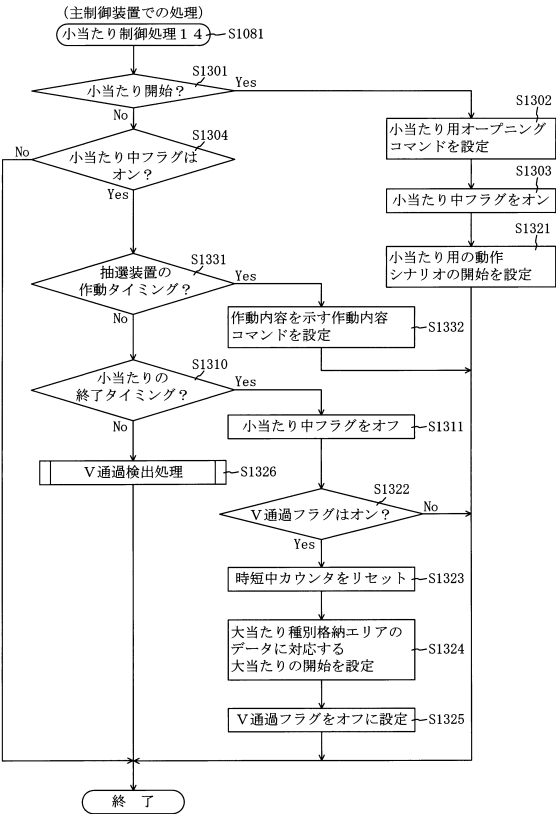 (主制御装置での処理)
小当たり制御処理14
S1081
小当たり開始？
S1301
Yes
No
小当たり用オープニング
コマンドを設定
S1302
小当たり中フラグは
オン？
S1304
No
Yes
小当たり中フラグをオン
S1303
小当たり用の動作
シナリオの開始を設定
S1321
抽選装置の
作動タイミング？
S1331
Yes
No
作動内容を示す作動内容
コマンドを設定
S1332
小当たりの
終了タイミング？
S1310
Yes
No
小当たり中フラグをオフ
S1311
V通過検出処理
S1326
V通過フラグはオン？
S1322
No
Yes
時短中カウンタをリセット
S1323
大当たり種別格納エリアの
データに対応する
大当たりの開始を設定
S1324
V通過フラグをオフに設定
S1325
終 了